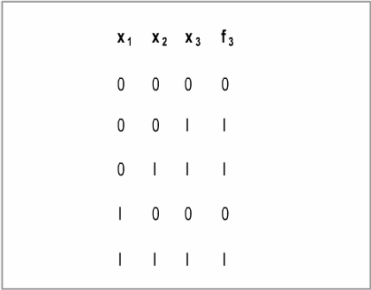 x₁ x₂ x₃ f₃
0 0 0 0
0 0 1 1
0 1 1 1
1 0 0 0
1 1 1 1